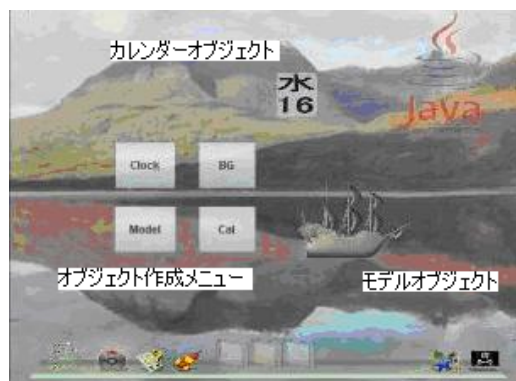 カレンダーオブジェクト
水
16
Java
Clock
BG
Model
Cal
オブジェクト作成メニュー
モデルオブジェクト